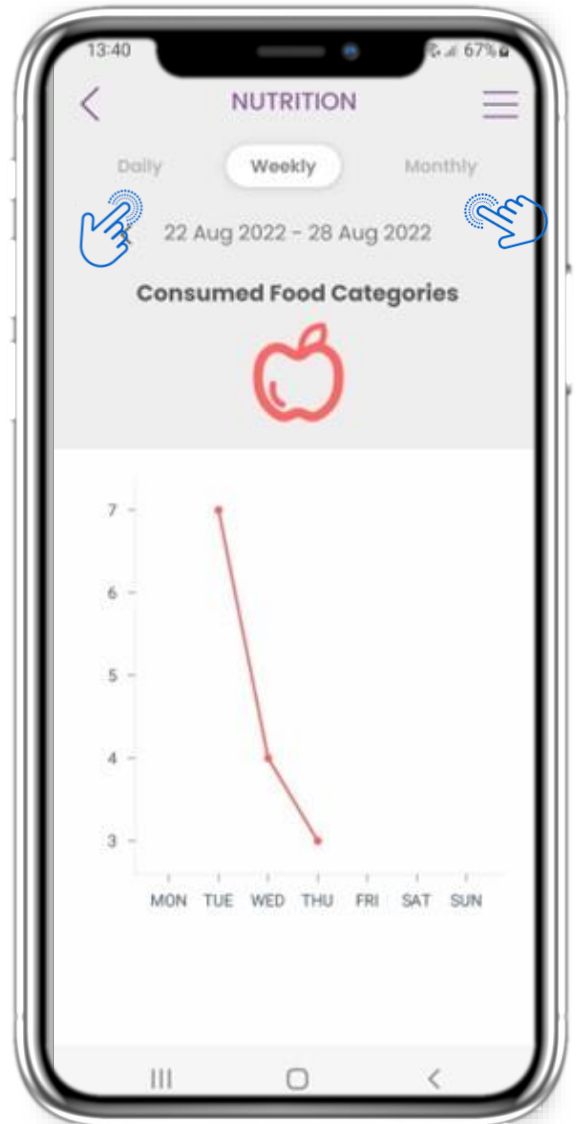 13:40 67%
NUTRITION
Daily Weekly Monthly
22 Aug 2022 - 28 Aug 2022
Consumed Food Categories
7
6
5
4
3
MON TUE WED THU FRI SAT SUN